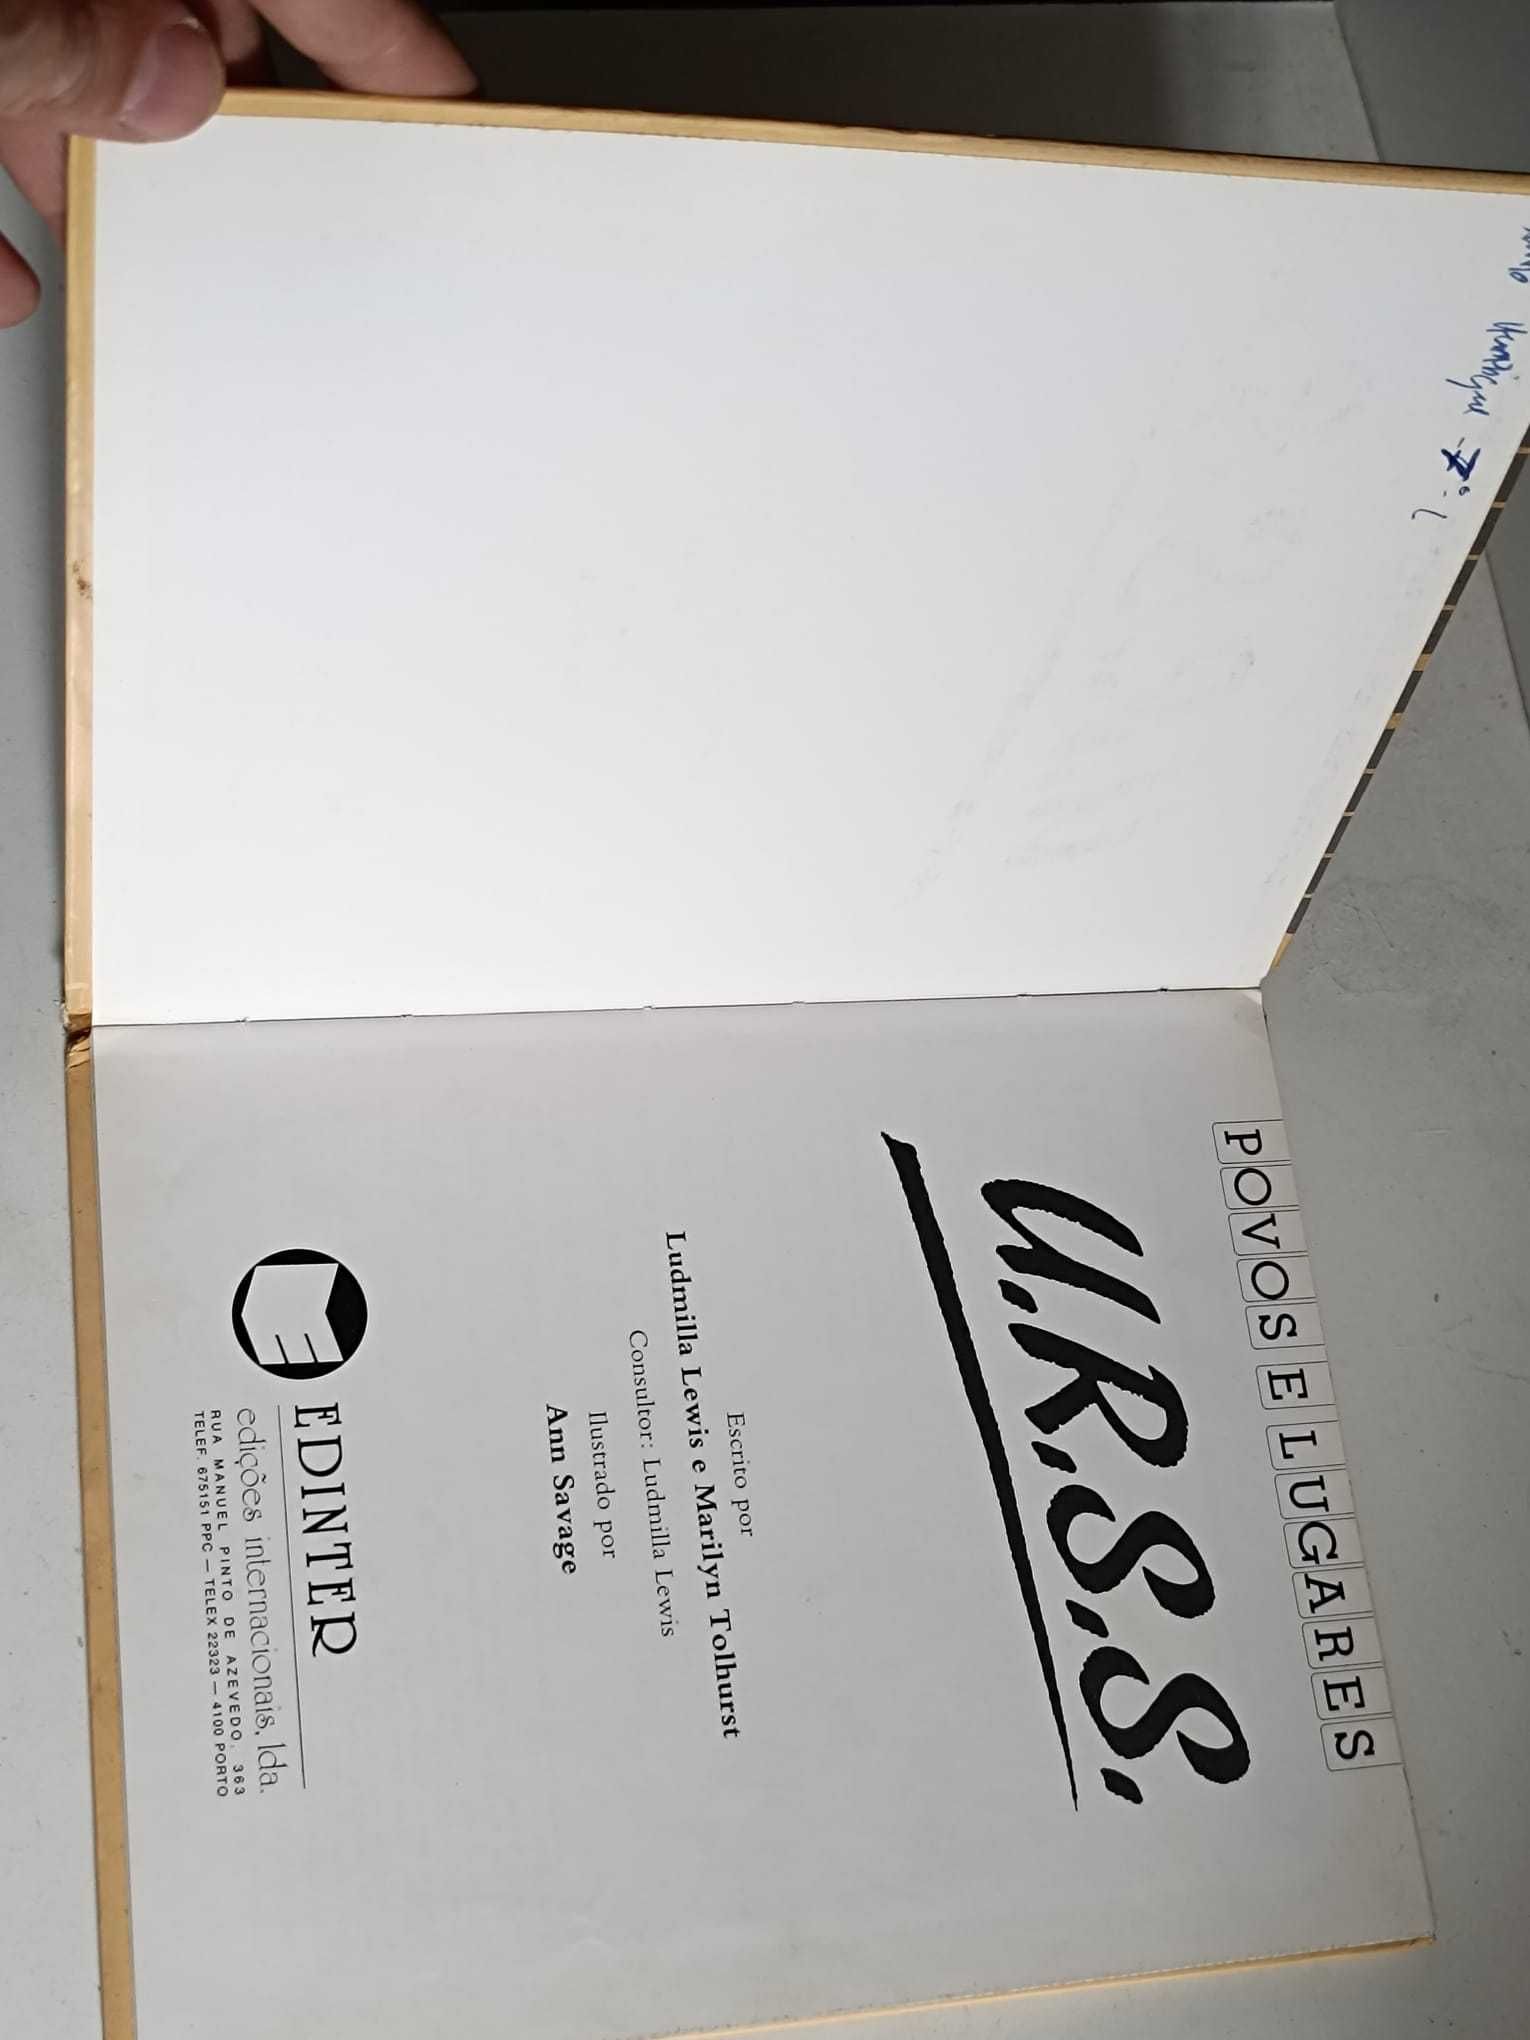 POVOS E LUGARES
U.R.S.S.
Escrito por
Ludmilla Lewis e Marilyn Tolhurst
Consultor: Ludmilla Lewis
Ilustrado por
Ann Savage
EDINTER
edições internacionais, lda.
RUA MANUEL PINTO DE AZEVEDO, 363
TELEF. 675151 PPC — TELEX 22323 — 4100 PORTO